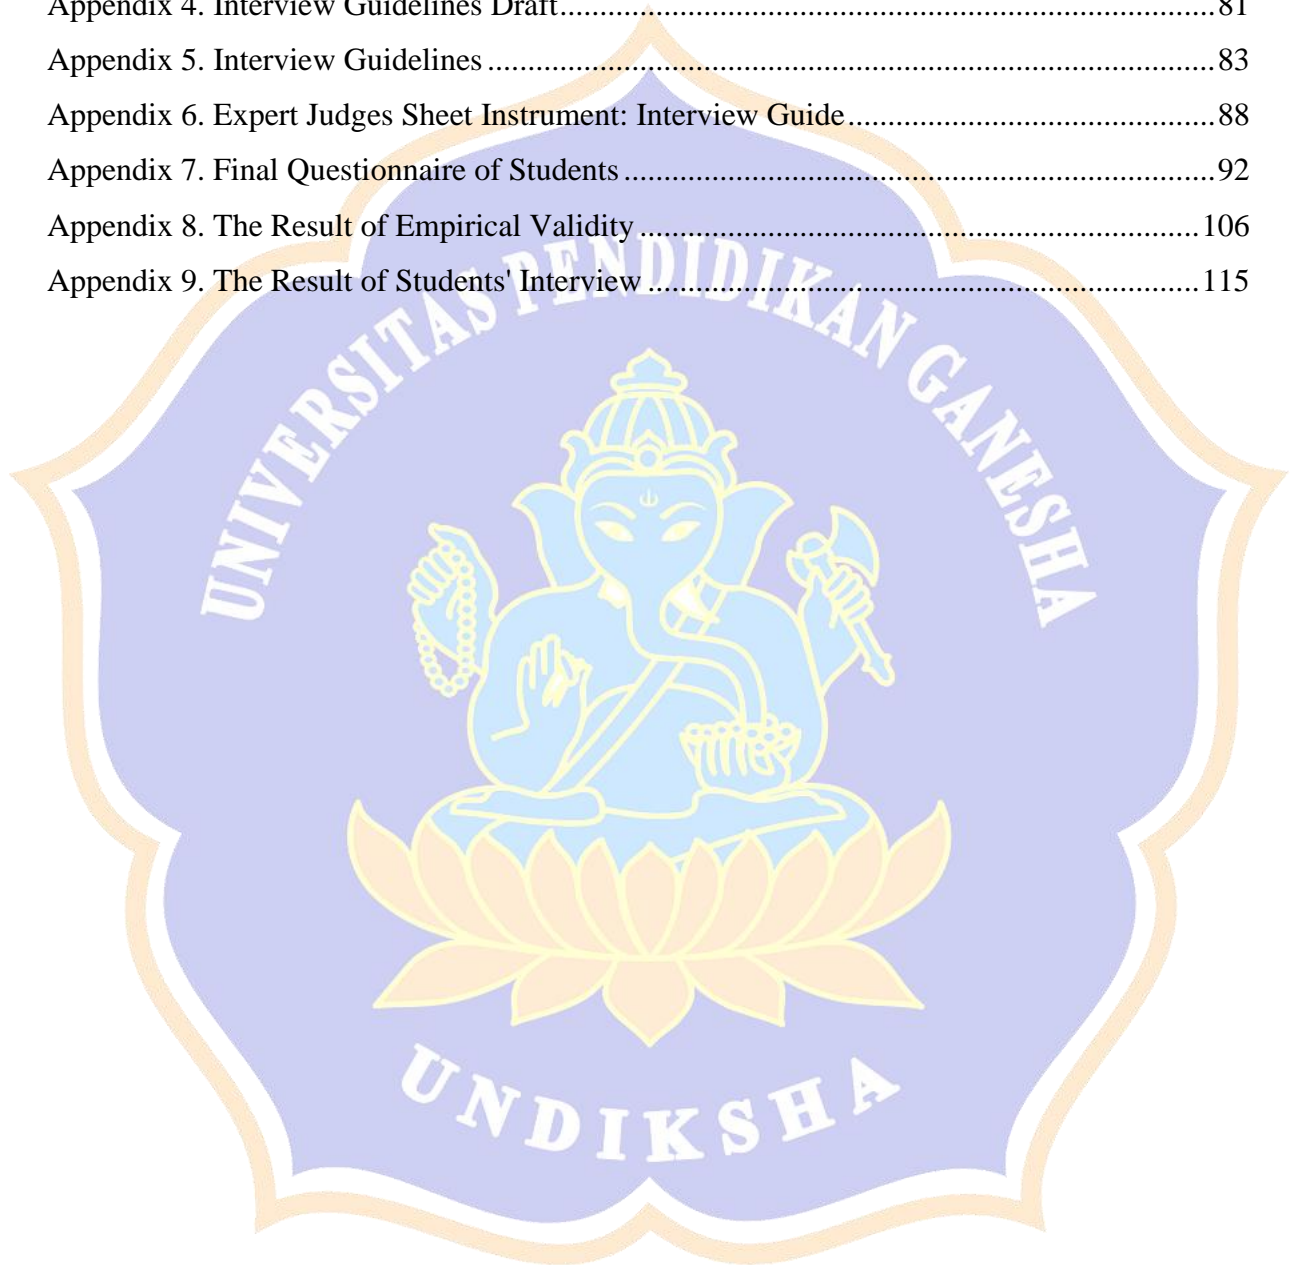 Appendix 4. Interview Guidelines Draft..................................................................................81
Appendix 5. Interview Guidelines...........................................................................................83
Appendix 6. Expert Judges Sheet Instrument: Interview Guide..............................................88
Appendix 7. Final Questionnaire of Students..........................................................................92
Appendix 8. The Result of Empirical Validity......................................................................106
Appendix 9. The Result of Students' Interview.....................................................................115
UNIVERSITAS PENDIDIKAN GANESHA
UNDIKSHA